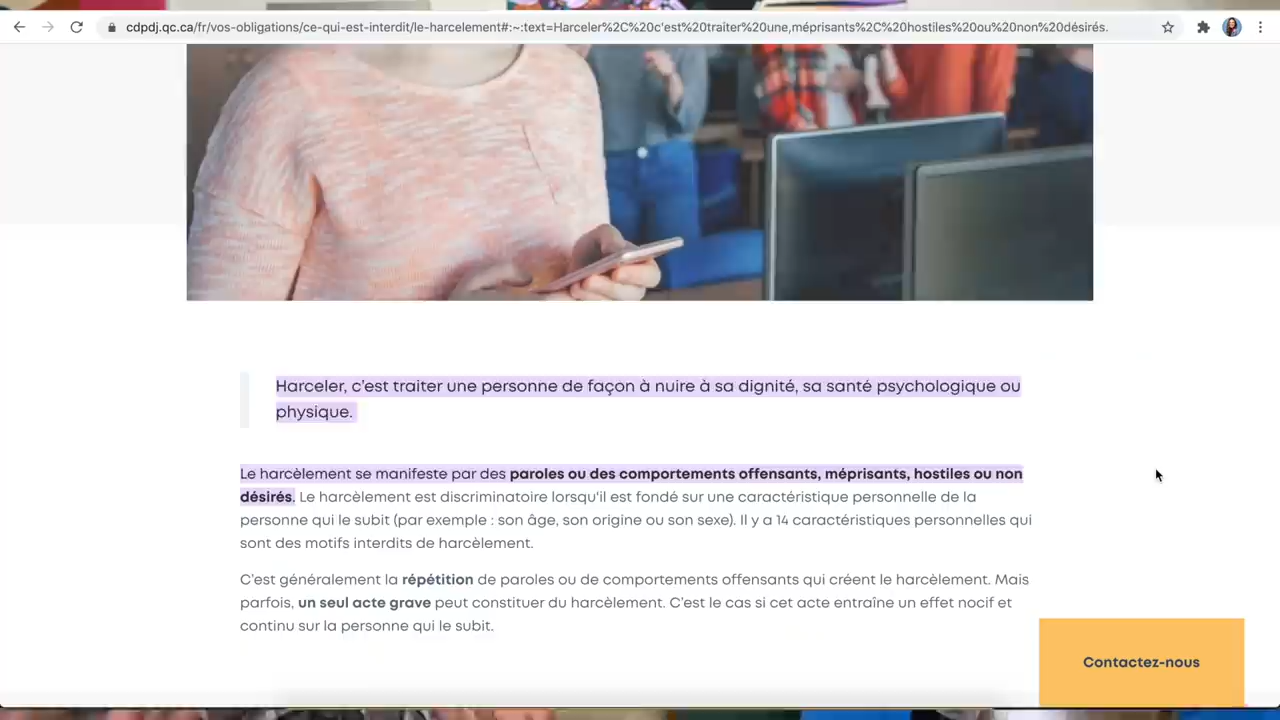 cdpdj.qc.ca/fr/vos-obligations/ce-qui-est-interdit/le-harcelement#:~:text=Harceler%2C%20c'est%20traiter%20une,méprisants%2C%20hostiles%20ou%20non%20désirés.
Harceler, c'est traiter une personne de façon à nuire à sa dignité, sa santé psychologique ou
physique.
Le harcèlement se manifeste par des paroles ou des comportements offensants, méprisants, hostiles ou non
désirés. Le harcèlement est discriminatoire lorsqu'il est fondé sur une caractéristique personnelle de la
personne qui le subit (par exemple : son âge, son origine ou son sexe). Il y a 14 caractéristiques personnelles qui
sont des motifs interdits de harcèlement.
C'est généralement la répétition de paroles ou de comportements offensants qui créent le harcèlement. Mais
parfois, un seul acte grave peut constituer du harcèlement. C'est le cas si cet acte entraîne un effet nocif et
continu sur la personne qui le subit.
Contactez-nous